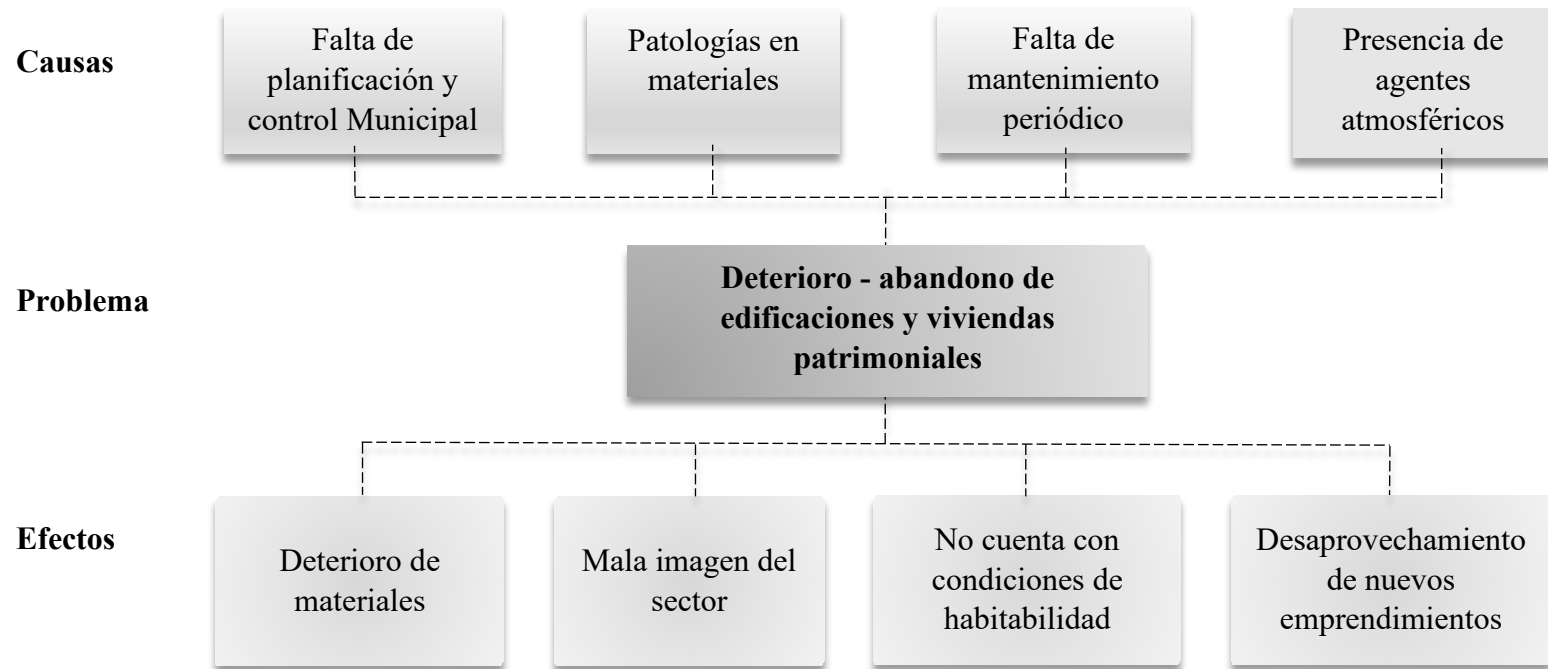 Causas
Falta de
planificación y
control Municipal
Patologías en
materiales
Falta de
mantenimiento
periódico
Presencia de
agentes
atmosféricos
Problema
Deterioro - abandono de
edificaciones y viviendas
patrimoniales
Efectos
Deterioro de
materiales
Mala imagen del
sector
No cuenta con
condiciones de
habitabilidad
Desaprovechamiento
de nuevos
emprendimientos